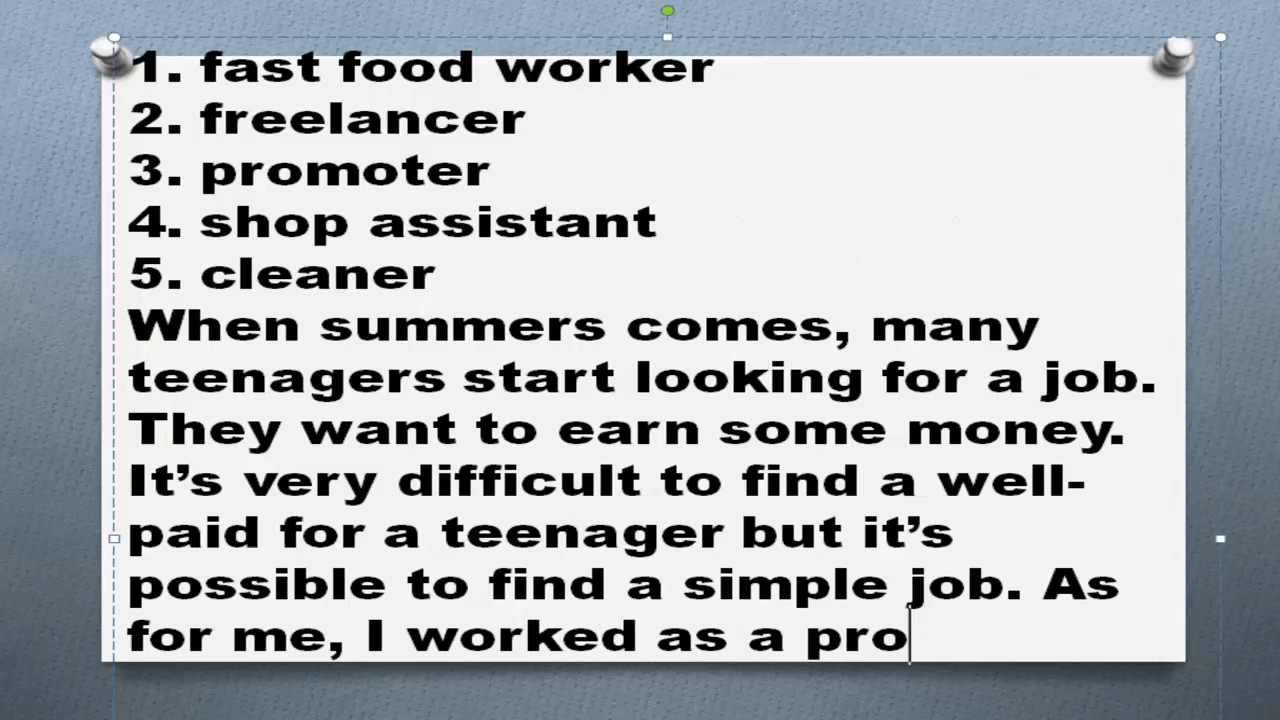 1. fast food worker
2. freelancer
3. promoter
4. shop assistant
5. cleaner
When summers comes, many
teenagers start looking for a job.
They want to earn some money.
It’s very difficult to find a well-
paid for a teenager but it’s
possible to find a simple job. As
for me, I worked as a pro